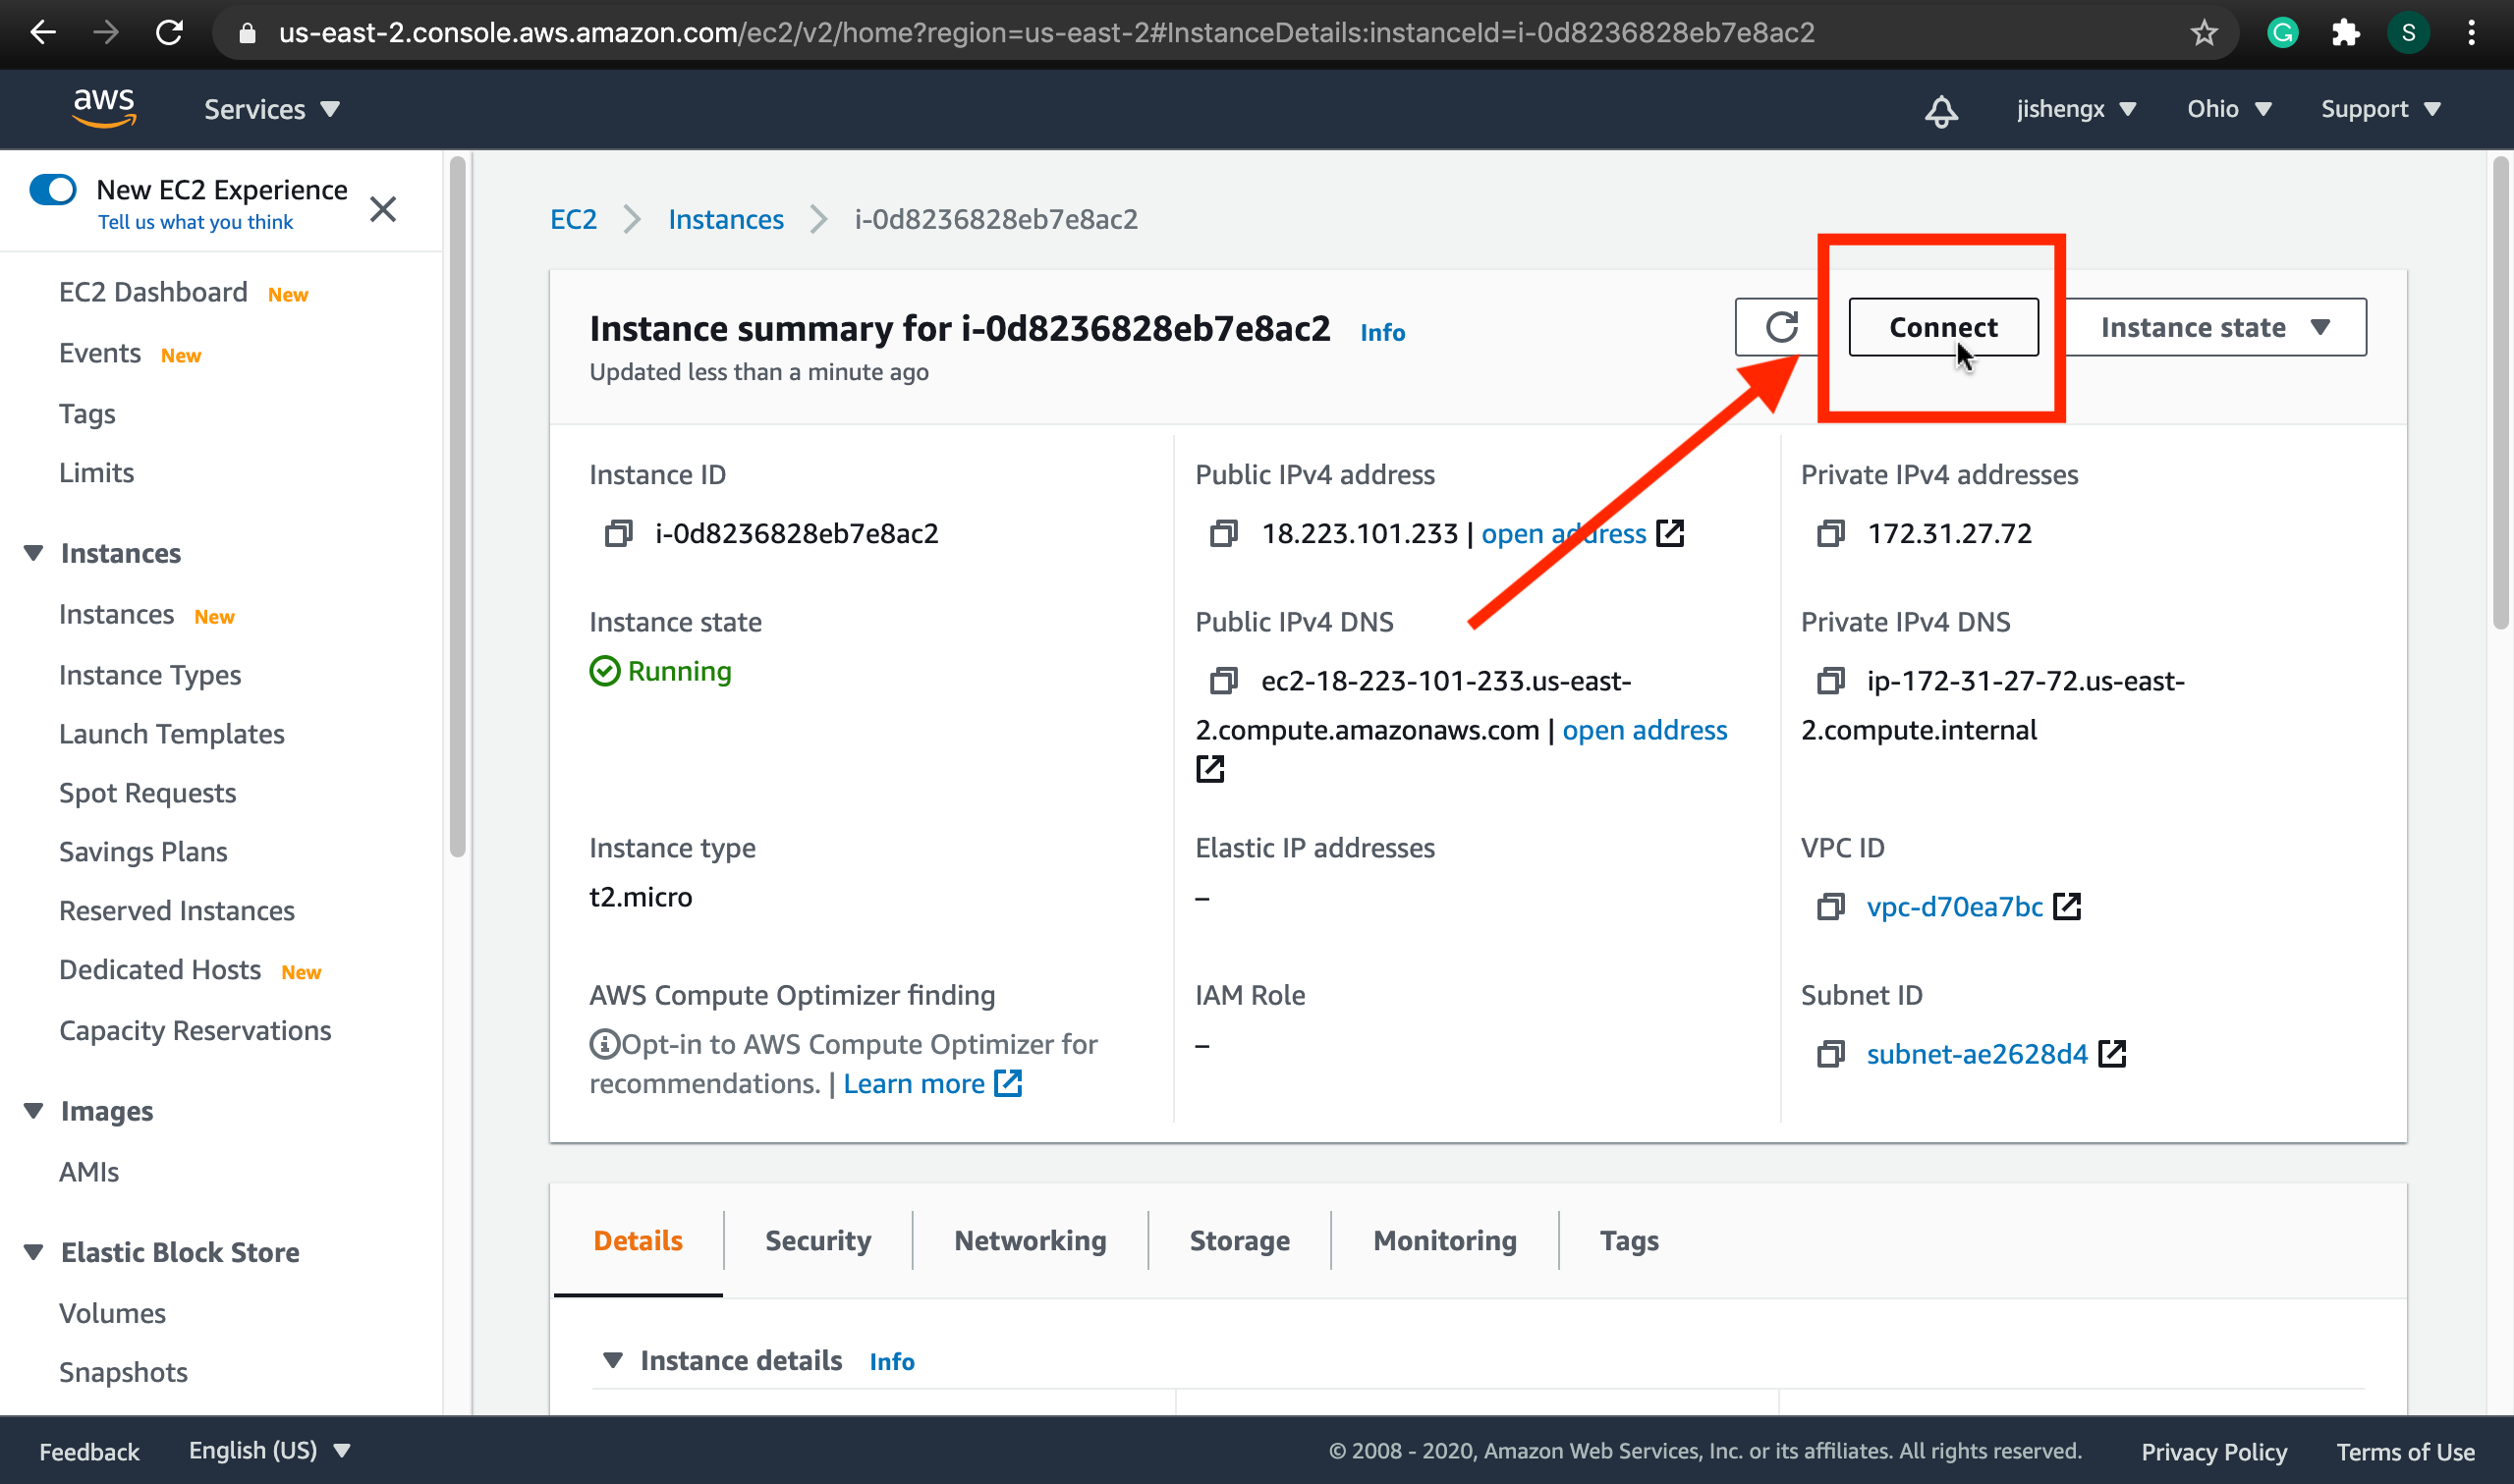 us-east-2.console.aws.amazon.com/ec2/v2/home?region=us-east-2#InstanceDetails:instanceId=i-0d8236828eb7e8ac2
G
S
aws
Services
jishengx
Ohio
Support
New EC2 Experience
Tell us what you think
EC2 Dashboard New
Events New
Tags
Limits
Instances
Instances New
Instance Types
Launch Templates
Spot Requests
Savings Plans
Reserved Instances
Dedicated Hosts New
Capacity Reservations
Images
AMIs
Elastic Block Store
Volumes
Snapshots
EC2 > Instances > i-0d8236828eb7e8ac2
Instance summary for i-0d8236828eb7e8ac2 Info
Updated less than a minute ago
Connect
Instance state
Instance ID
i-0d8236828eb7e8ac2
Public IPv4 address
18.223.101.233 | open address
Private IPv4 addresses
172.31.27.72
Instance state
Running
Public IPv4 DNS
ec2-18-223-101-233.us-east-
2.compute.amazonaws.com | open address
Private IPv4 DNS
ip-172-31-27-72.us-east-
2.compute.internal
Instance type
t2.micro
Elastic IP addresses
–
VPC ID
vpc-d70ea7bc
AWS Compute Optimizer finding
Opt-in to AWS Compute Optimizer for
recommendations. | Learn more
IAM Role
–
Subnet ID
subnet-ae2628d4
Details
Security
Networking
Storage
Monitoring
Tags
Instance details Info
Feedback
English (US)
© 2008 - 2020, Amazon Web Services, Inc. or its affiliates. All rights reserved.
Privacy Policy
Terms of Use